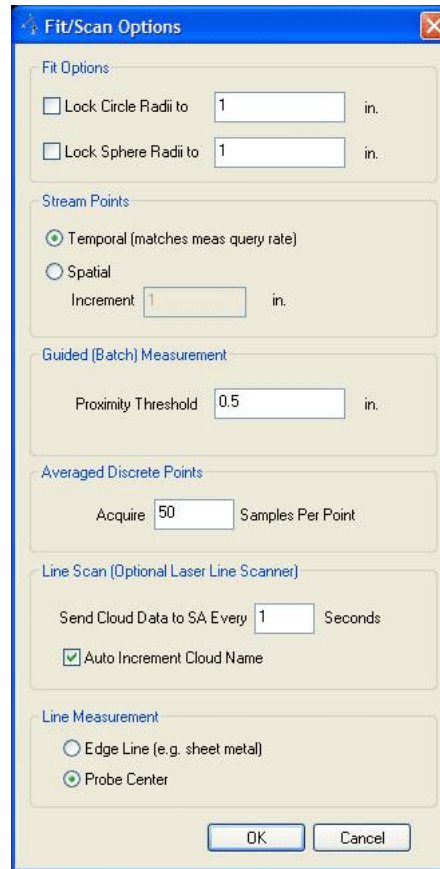 Fit/Scan Options
Fit Options
Lock Circle Radii to 1 in.
Lock Sphere Radii to 1 in.
Stream Points
Temporal (matches meas query rate)
Spatial
Increment 1 in.
Guided (Batch) Measurement
Proximity Threshold 0.5 in.
Averaged Discrete Points
Acquire 50 Samples Per Point
Line Scan (Optional Laser Line Scanner)
Send Cloud Data to SA Every 1 Seconds
Auto Increment Cloud Name
Line Measurement
Edge Line (e.g. sheet metal)
Probe Center
OK Cancel